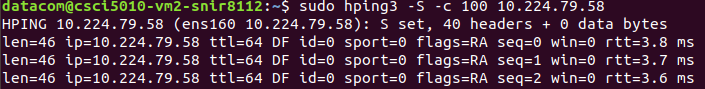 datacom@csci5010-vm2-snir8112:~$ sudo hping3 -S -c 100 10.224.79.58
HPING 10.224.79.58 (ens160 10.224.79.58): S set, 40 headers + 0 data bytes
len=46 ip=10.224.79.58 ttl=64 DF id=0 sport=0 flags=RA seq=0 win=0 rtt=3.8 ms
len=46 ip=10.224.79.58 ttl=64 DF id=0 sport=0 flags=RA seq=1 win=0 rtt=3.7 ms
len=46 ip=10.224.79.58 ttl=64 DF id=0 sport=0 flags=RA seq=2 win=0 rtt=3.6 ms